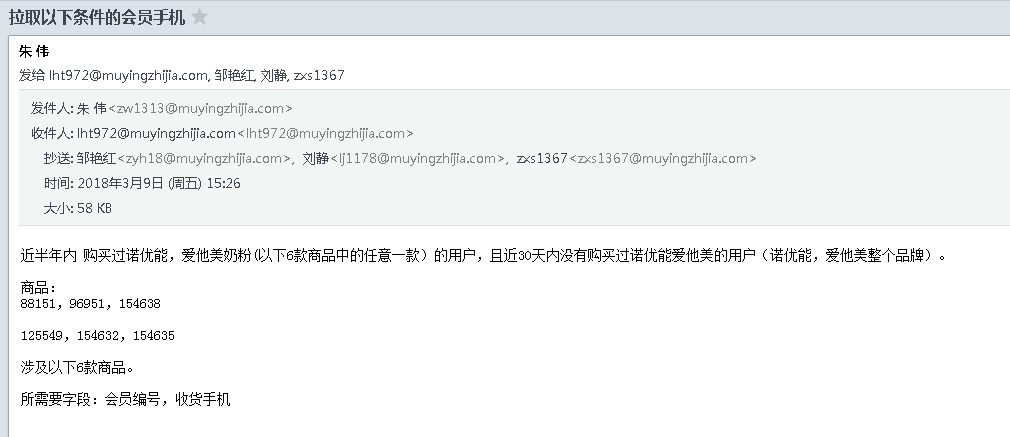 拉取以下条件的会员手机
朱 伟
发给 lht972@muyingzhijia.com, 邹艳红, 刘静, zxs1367
发件人: 朱 伟<zw1313@muyingzhijia.com>
收件人: lht972@muyingzhijia.com<lht972@muyingzhijia.com>
抄送: 邹艳红<zyh18@muyingzhijia.com>, 刘静<lj1178@muyingzhijia.com>, zxs1367<zxs1367@muyingzhijia.com>
时间: 2018年3月9日 (周五) 15:26
大小: 58 KB
近半年内 购买过诺优能，爱他美奶粉(以下6款商品中的任意一款）的用户，且近30天内没有购买过诺优能爱他美的用户（诺优能，爱他美整个品牌）。
商品：
88151，96951，154638
125549，154632，154635
涉及以下6款商品。
所需要字段：会员编号，收货手机